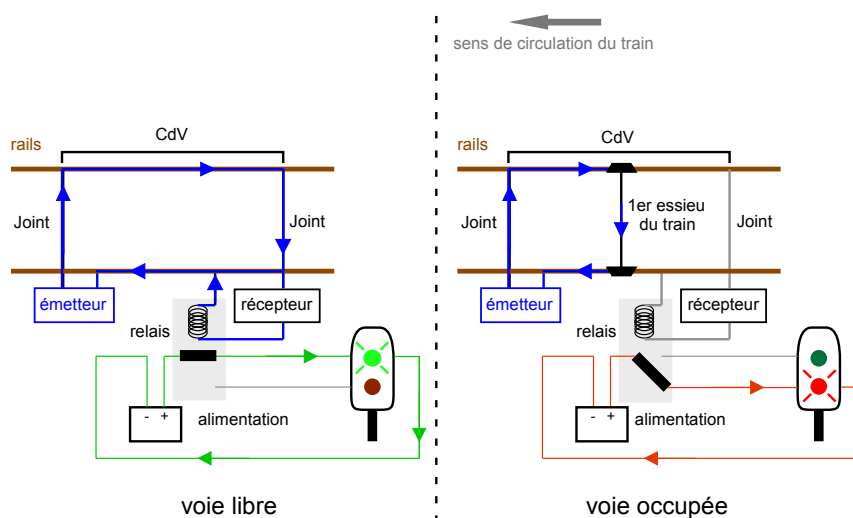 sens de circulation du train
CdV
rails
Joint
Joint
émetteur
récepteur
relais
- +
alimentation
voie libre
CdV
rails
Joint
1er essieu
du train
Joint
émetteur
récepteur
relais
- +
alimentation
voie occupée